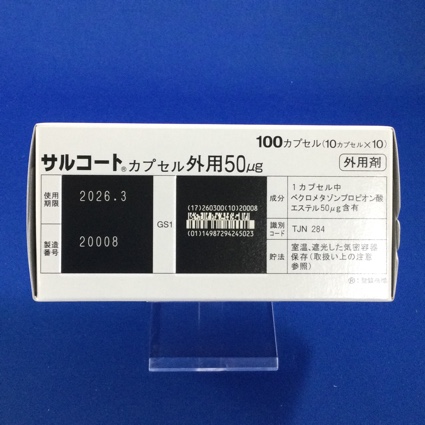 100カプセル(10カプセル×10)
サルコート®カプセル外用50μg
外用剤
使用期限
2026.3
製造番号
20008
GS1
(17)260300(10)20008
(01)14987294245023
成分
1カプセル中
ベクロメタゾンプロピオン酸
エステル50μg含有
識別コード
TJN 284
貯法
室温、遮光した気密容器
保存(取扱い上の注意
参照)